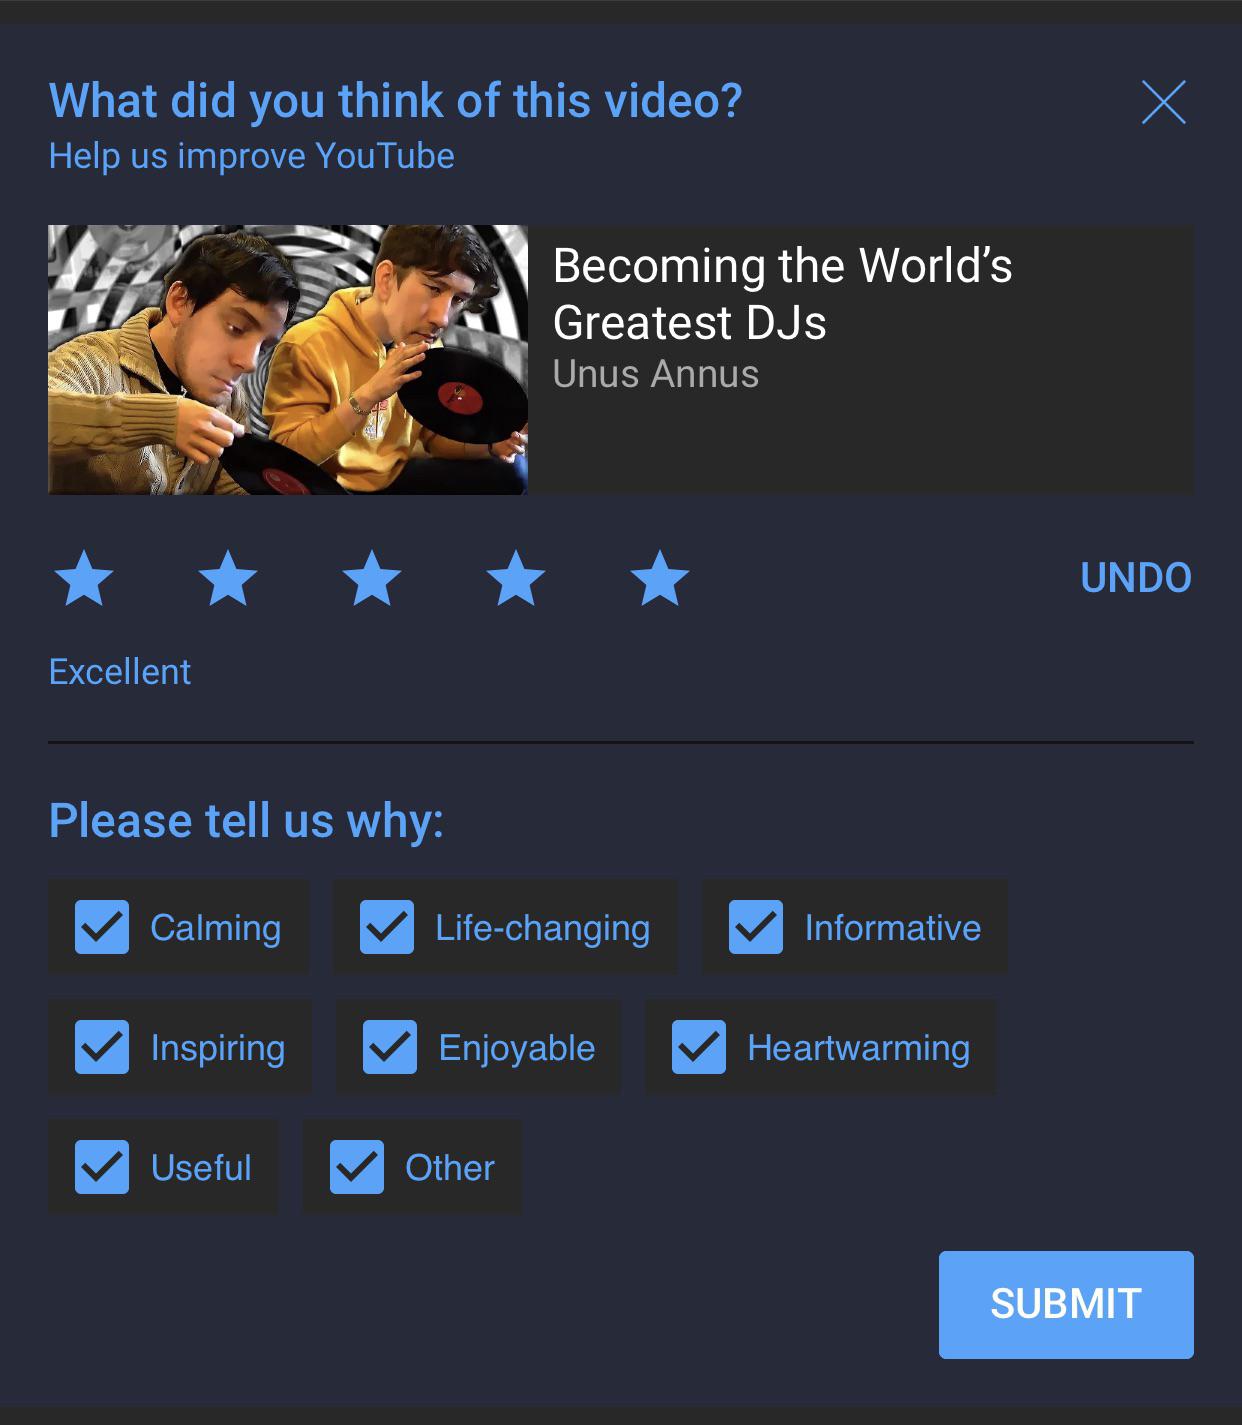 What did you think of this video?
Help us improve YouTube
Becoming the World’s
Greatest DJs
Unus Annus
UNDO
Excellent
Please tell us why:
Calming Life-changing Informative
Inspiring Enjoyable Heartwarming
Useful Other
SUBMIT